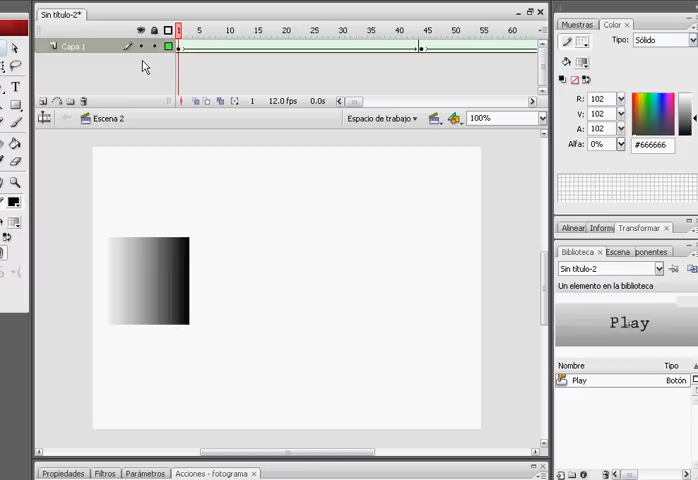 Sin título-2*
1 5 10 15 20 25 30 35 40 45 50 55 60
Capa 1
1 12.0 fps 0.0s
Escena 2
Espacio de trabajo
100%
Propiedades Filtros Parámetros Acciones - fotograma
Muestras Color
Tipo: Sólido
R: 102
V: 102
A: 102
Alfa: 0% #666666
Alinear Inform Transformar
Biblioteca Escena ponentes
Sin título-2
Un elemento en la biblioteca
Play
Nombre Tipo
Play Botón